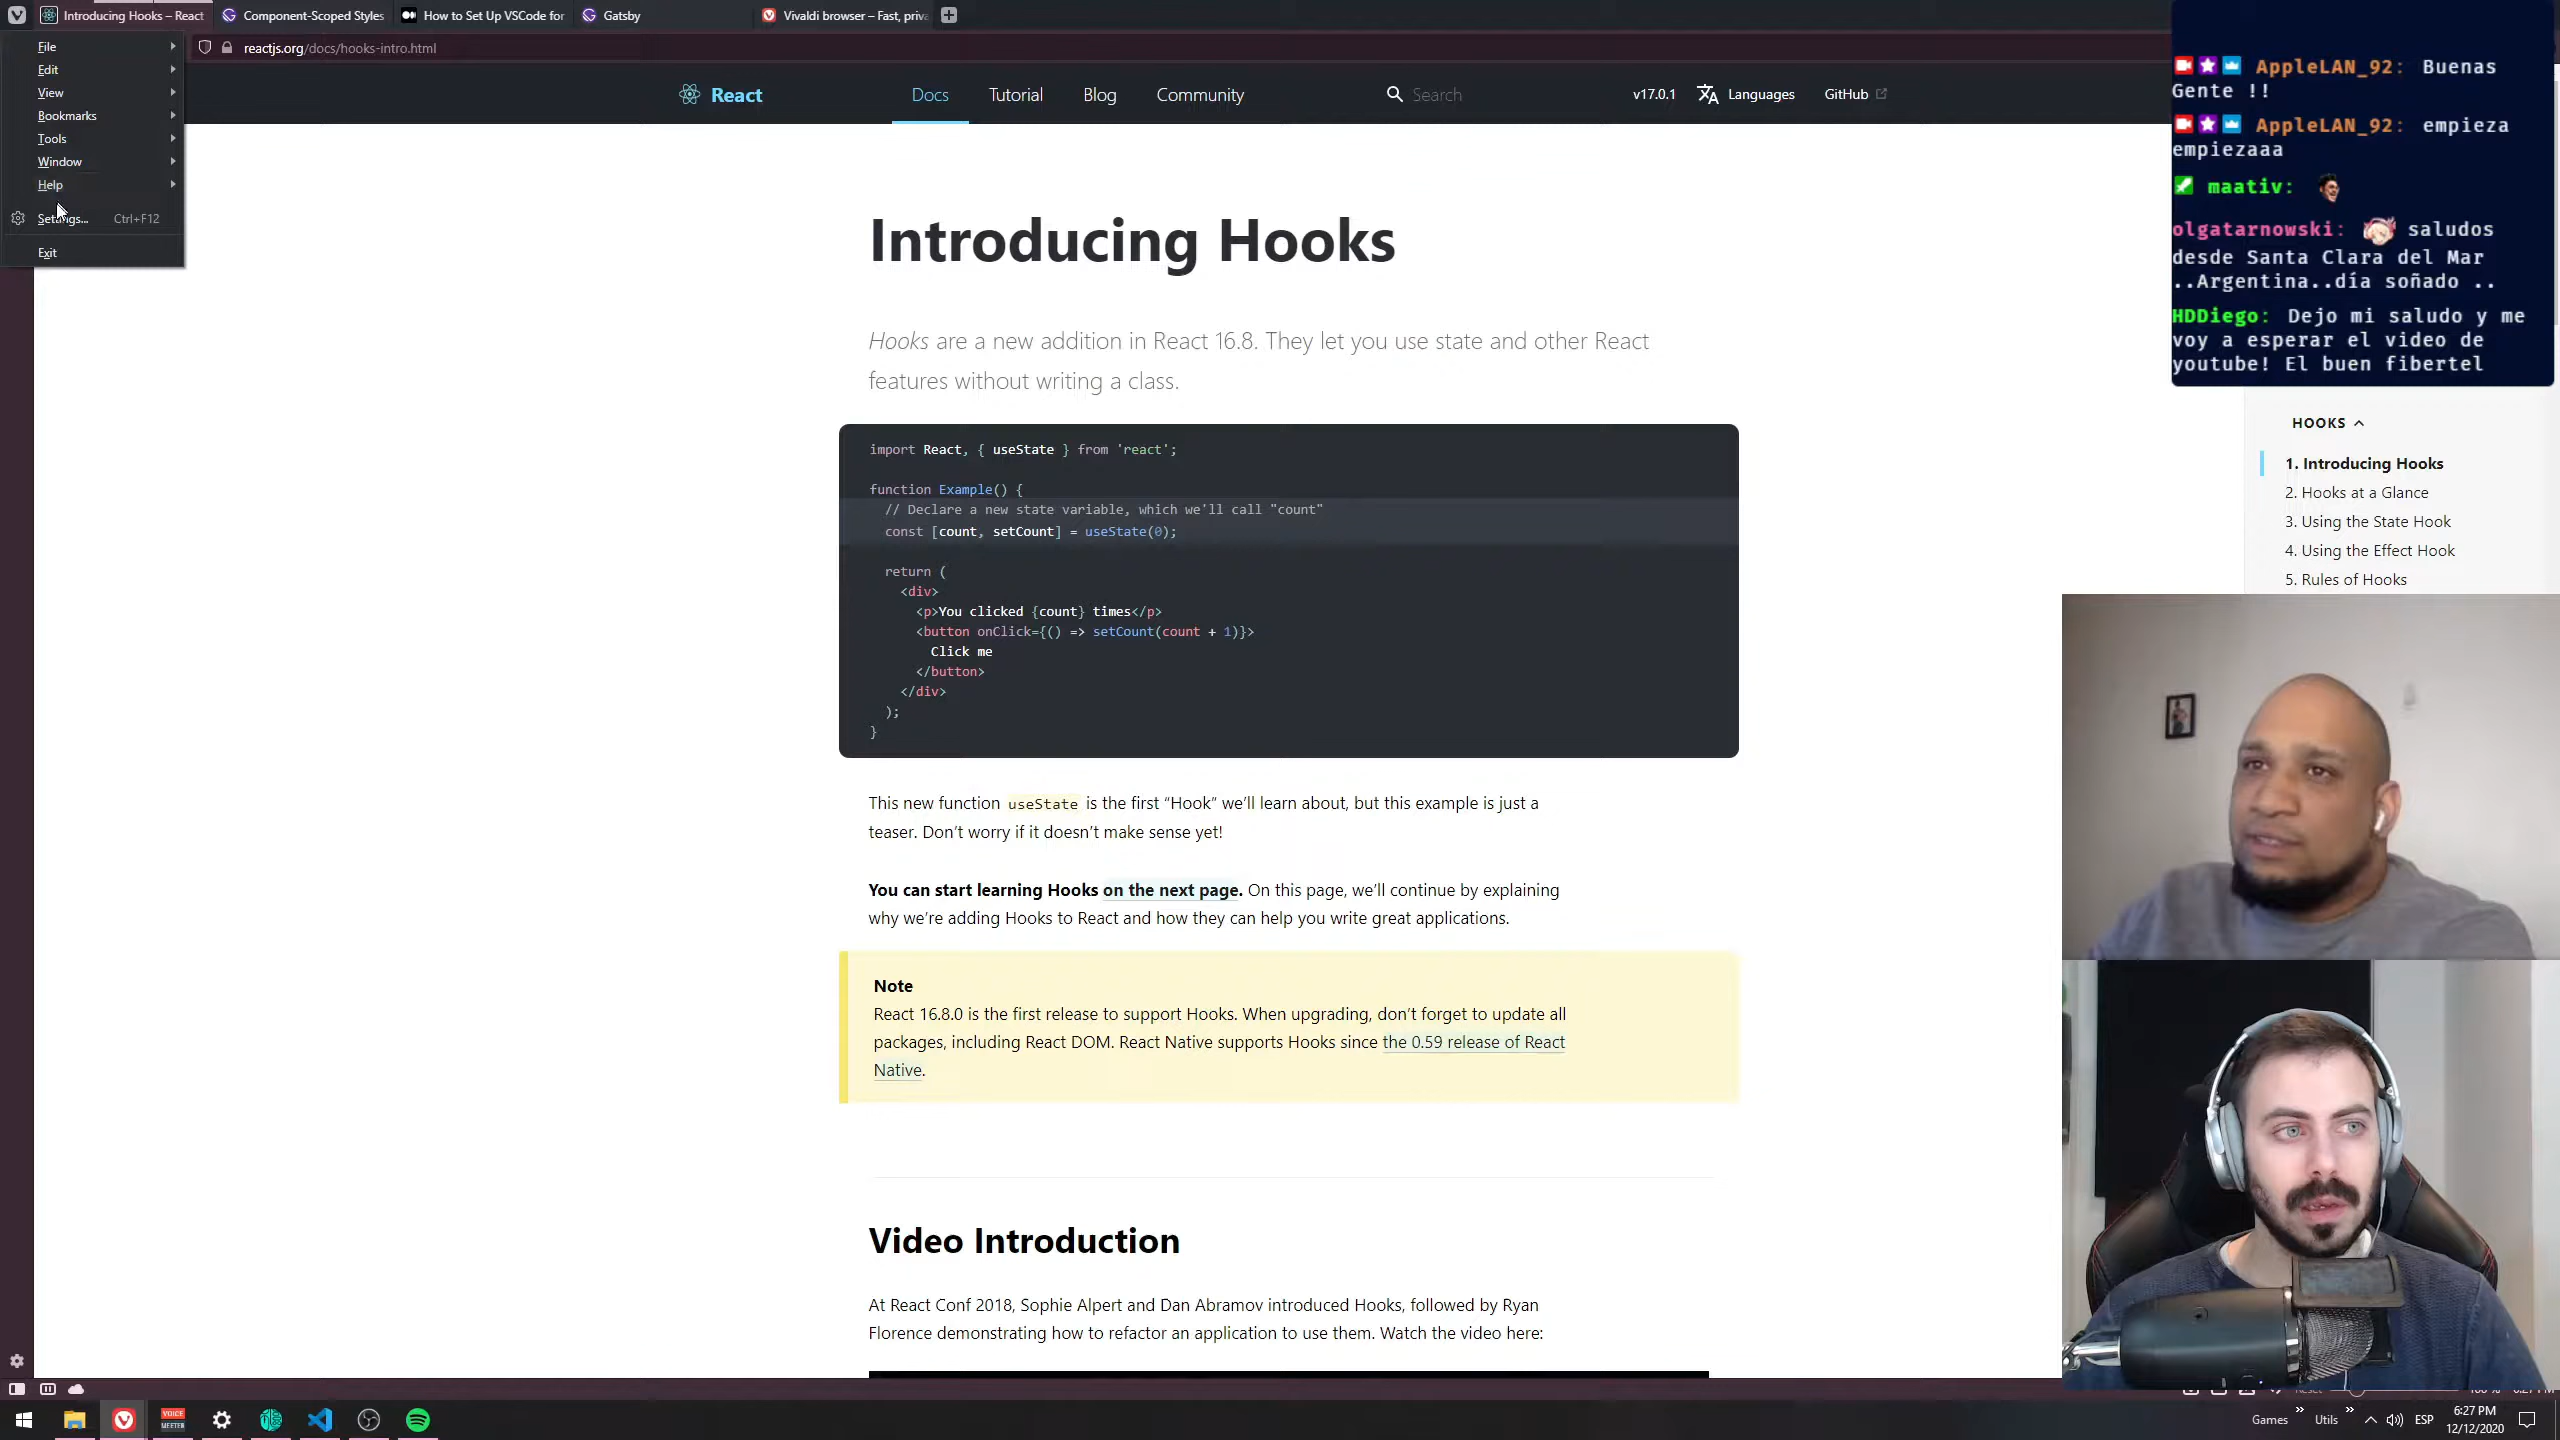 Introducing Hooks – React
Component-Scoped Styles
How to Set Up VSCode for
Gatsby
Vivaldi browser – Fast, priva
reactjs.org/docs/hooks-intro.html
File
Edit
View
Bookmarks
Tools
Window
Help
Settings... Ctrl+F12
Exit
React
Docs
Tutorial
Blog
Community
Search
v17.0.1
Languages
GitHub
Introducing Hooks
Hooks are a new addition in React 16.8. They let you use state and other React
features without writing a class.
import React, { useState } from 'react';
function Example() {
// Declare a new state variable, which we'll call "count"
const [count, setCount] = useState(0);
return (
<div>
<p>You clicked {count} times</p>
<button onClick={() => setCount(count + 1)}>
Click me
</button>
</div>
);
}
This new function useState is the first “Hook” we’ll learn about, but this example is just a
teaser. Don’t worry if it doesn’t make sense yet!
You can start learning Hooks on the next page. On this page, we’ll continue by explaining
why we’re adding Hooks to React and how they can help you write great applications.
Note
React 16.8.0 is the first release to support Hooks. When upgrading, don’t forget to update all
packages, including React DOM. React Native supports Hooks since the 0.59 release of React
Native.
Video Introduction
At React Conf 2018, Sophie Alpert and Dan Abramov introduced Hooks, followed by Ryan
Florence demonstrating how to refactor an application to use them. Watch the video here:
AppleLAN_92: Buenas
Gente !!
AppleLAN_92: empieza
empiezaaa
maativ:
olgatarnowski: saludos
desde Santa Clara del Mar
..Argentina..día soñado ..
HDDiego: Dejo mi saludo y me
voy a esperar el video de
youtube! El buen fibertel
HOOKS
1. Introducing Hooks
2. Hooks at a Glance
3. Using the State Hook
4. Using the Effect Hook
5. Rules of Hooks
VOICE
MEETER
Games
Utils
ESP
6:27 PM
12/12/2020